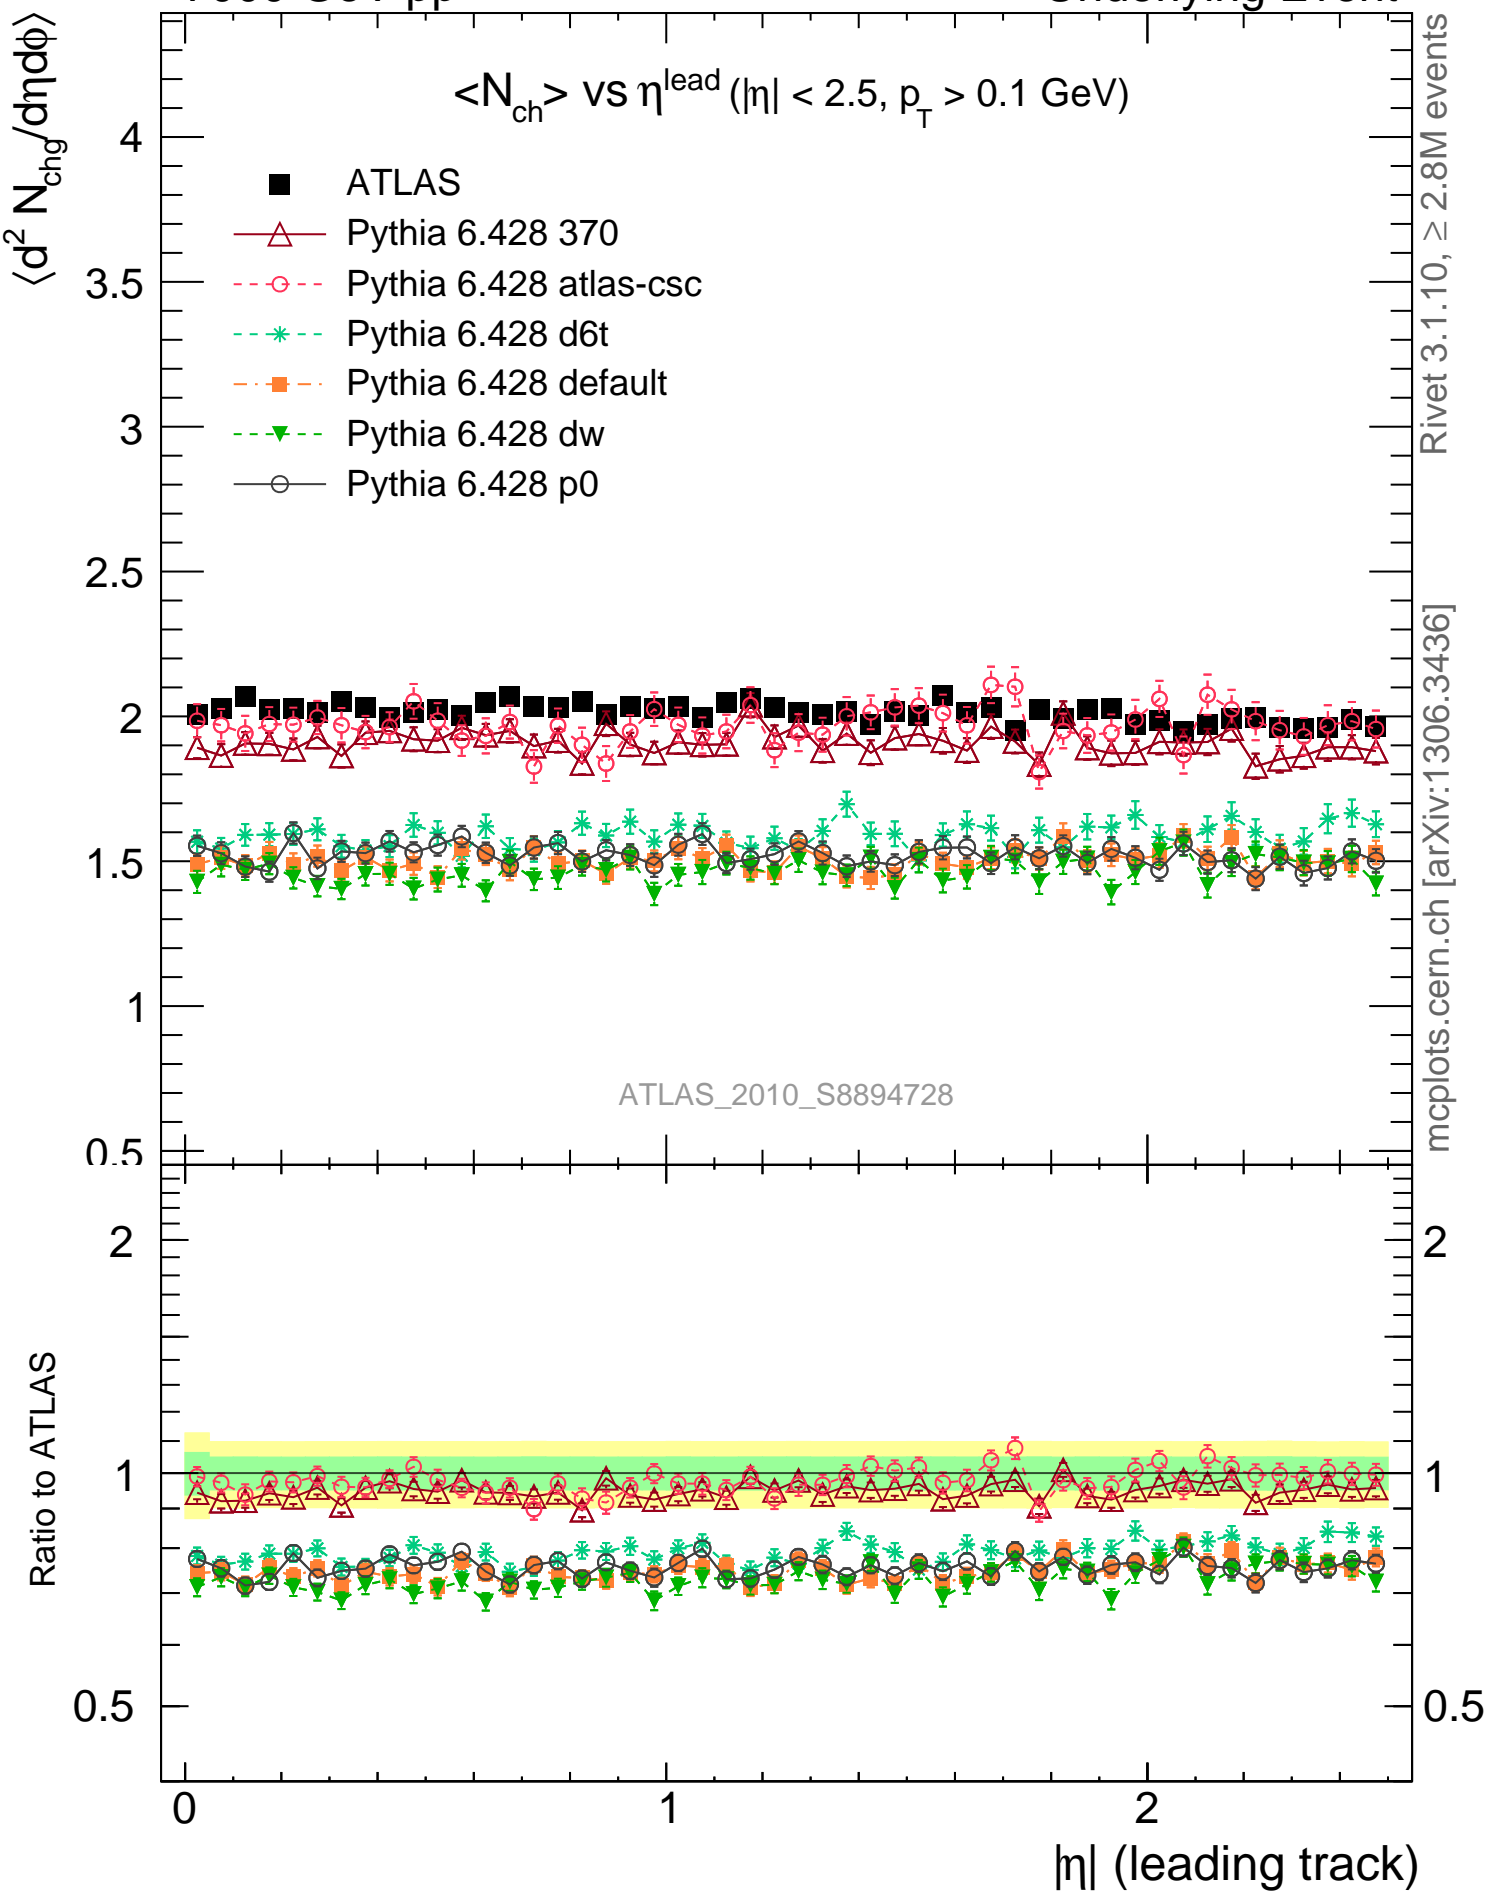 ⟨d² N_chg/dηdϕ⟩
<N_ch> vs η^lead (|η| < 2.5, p_T > 0.1 GeV)
ATLAS
Pythia 6.428 370
Pythia 6.428 atlas-csc
Pythia 6.428 d6t
Pythia 6.428 default
Pythia 6.428 dw
Pythia 6.428 p0
4
3.5
3
2.5
2
1.5
1
0.5
ATLAS_2010_S8894728
Rivet 3.1.10, ≥ 2.8M events
mcplots.cern.ch [arXiv:1306.3436]
Ratio to ATLAS
2
1
0.5
2
1
0.5
0 1 2
|η| (leading track)